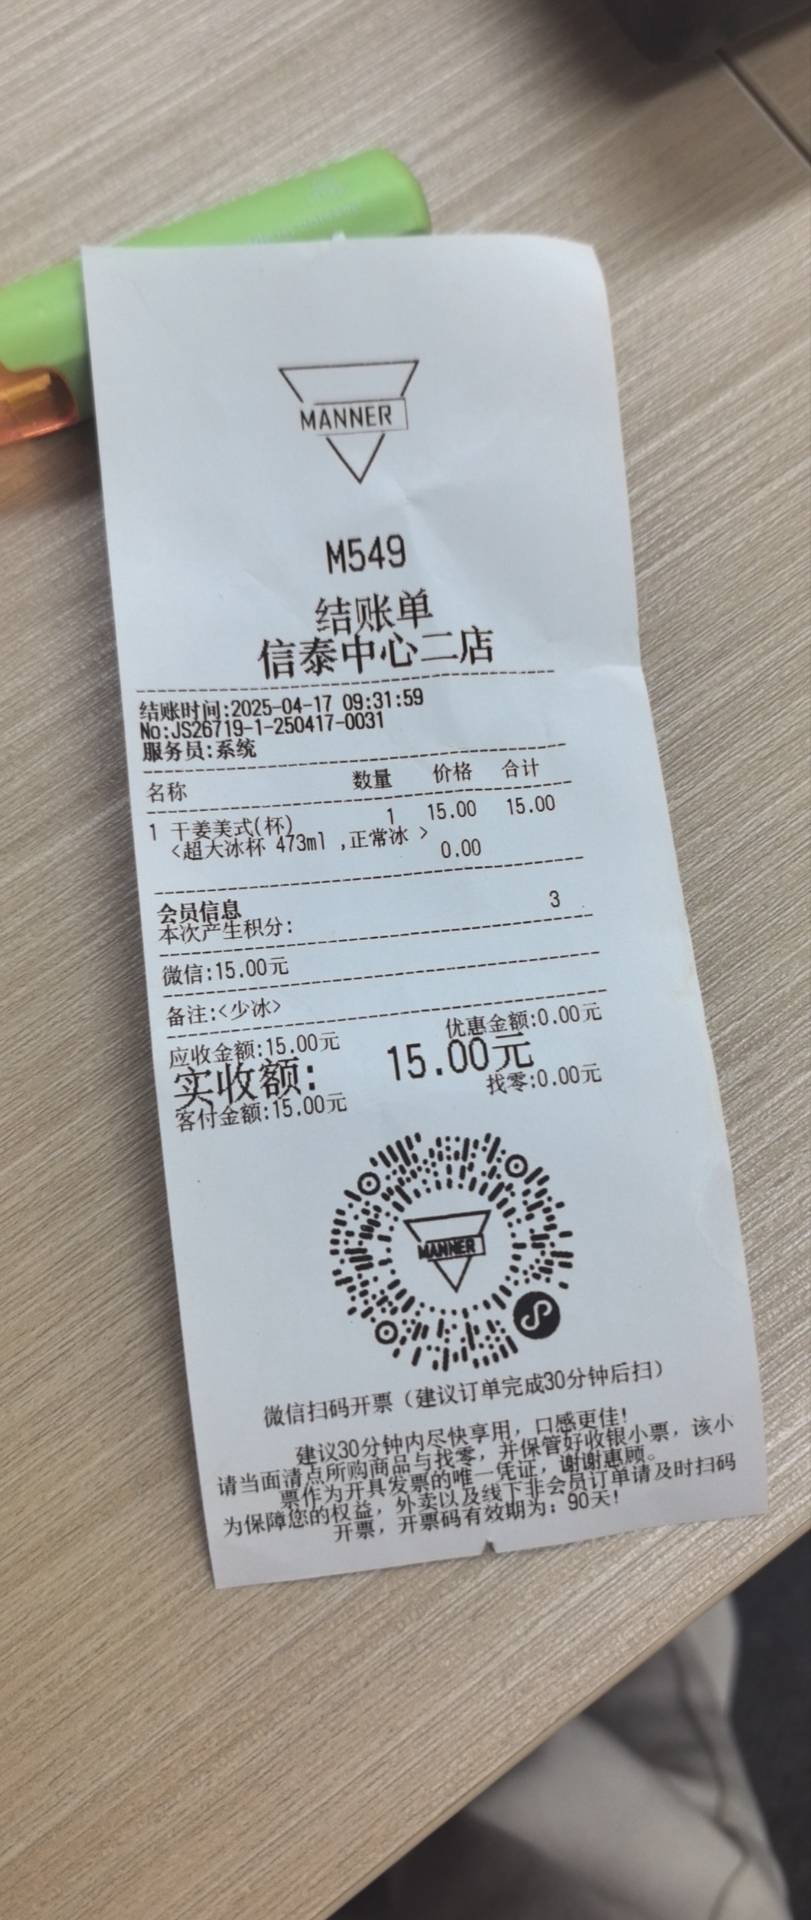 MANNER
M549
结账单
信泰中心二店
结账时间:2025-04-17 09:31:59
No:JS26719-1-250417-0031
服务员:系统
名称 数量 价格 合计
1 干姜美式(杯) 1 15.00 15.00
<超大冰杯 473ml ,正常冰 > 0.00
会员信息
本次产生积分: 3
微信:15.00元
备注:<少冰>
应收金额:15.00元 优惠金额:0.00元
实收额: 15.00元
客付金额:15.00元 找零:0.00元
MANNER
微信扫码开票（建议订单完成30分钟后扫）
建议30分钟内尽快享用，口感更佳!
请当面清点所购商品与找零，并保管好收银小票，该小
票作为开具发票的唯一凭证，谢谢惠顾。
为保障您的权益，外卖以及线下非会员订单请及时扫码
开票，开票码有效期为：90天!